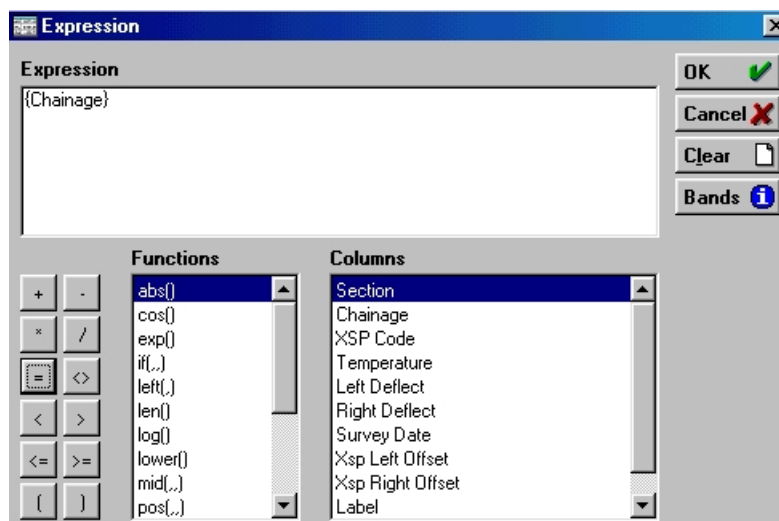 Expression
Expression
{Chainage}
OK
Cancel
Clear
Bands
Functions
Columns
+ -
* /
= <>
< >
<= >=
( )
abs()
cos()
exp()
if(,,)
left(,)
len()
log()
lower()
mid(,,)
pos(,,)
Section
Chainage
XSP Code
Temperature
Left Deflect
Right Deflect
Survey Date
Xsp Left Offset
Xsp Right Offset
Label